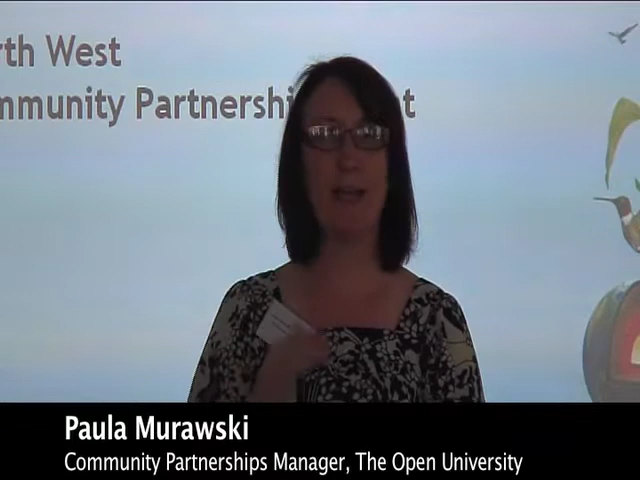 rth West
mmunity Partnershi t
Paula Murawski
Community Partnerships Manager, The Open University